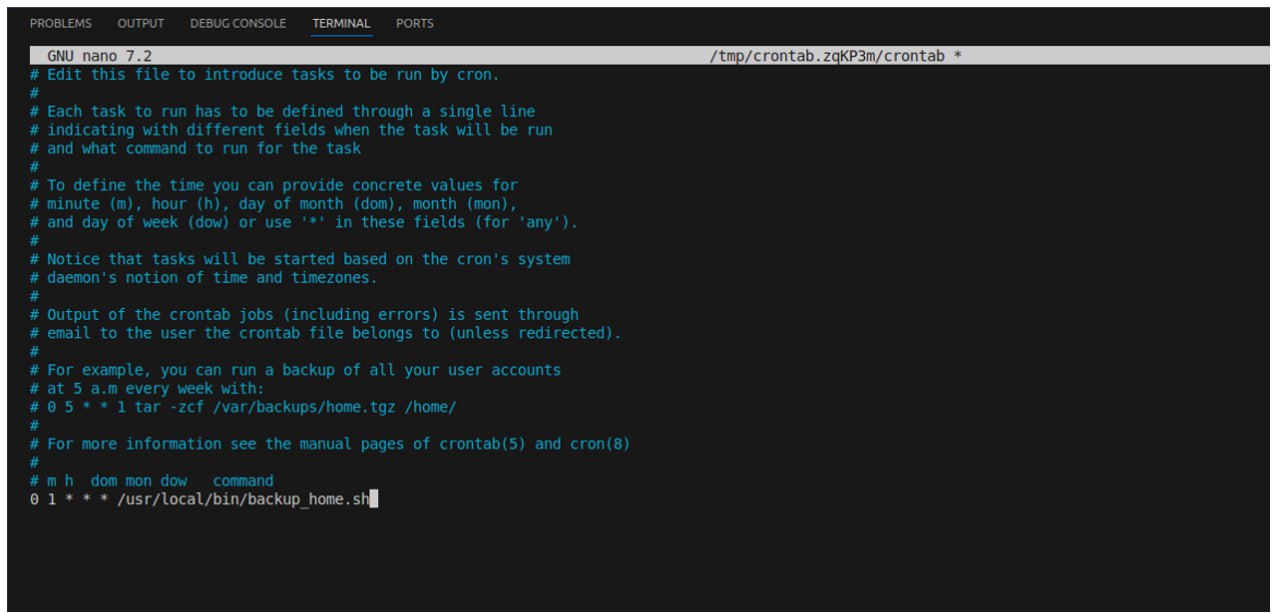 PROBLEMS OUTPUT DEBUG CONSOLE TERMINAL PORTS
GNU nano 7.2 /tmp/crontab.zqKP3m/crontab *
# Edit this file to introduce tasks to be run by cron.
#
# Each task to run has to be defined through a single line
# indicating with different fields when the task will be run
# and what command to run for the task
#
# To define the time you can provide concrete values for
# minute (m), hour (h), day of month (dom), month (mon),
# and day of week (dow) or use '*' in these fields (for 'any').
#
# Notice that tasks will be started based on the cron's system
# daemon's notion of time and timezones.
#
# Output of the crontab jobs (including errors) is sent through
# email to the user the crontab file belongs to (unless redirected).
#
# For example, you can run a backup of all your user accounts
# at 5 a.m every week with:
# 0 5 * * 1 tar -zcf /var/backups/home.tgz /home/
#
# For more information see the manual pages of crontab(5) and cron(8)
#
# m h  dom mon dow   command
0 1 * * * /usr/local/bin/backup_home.sh